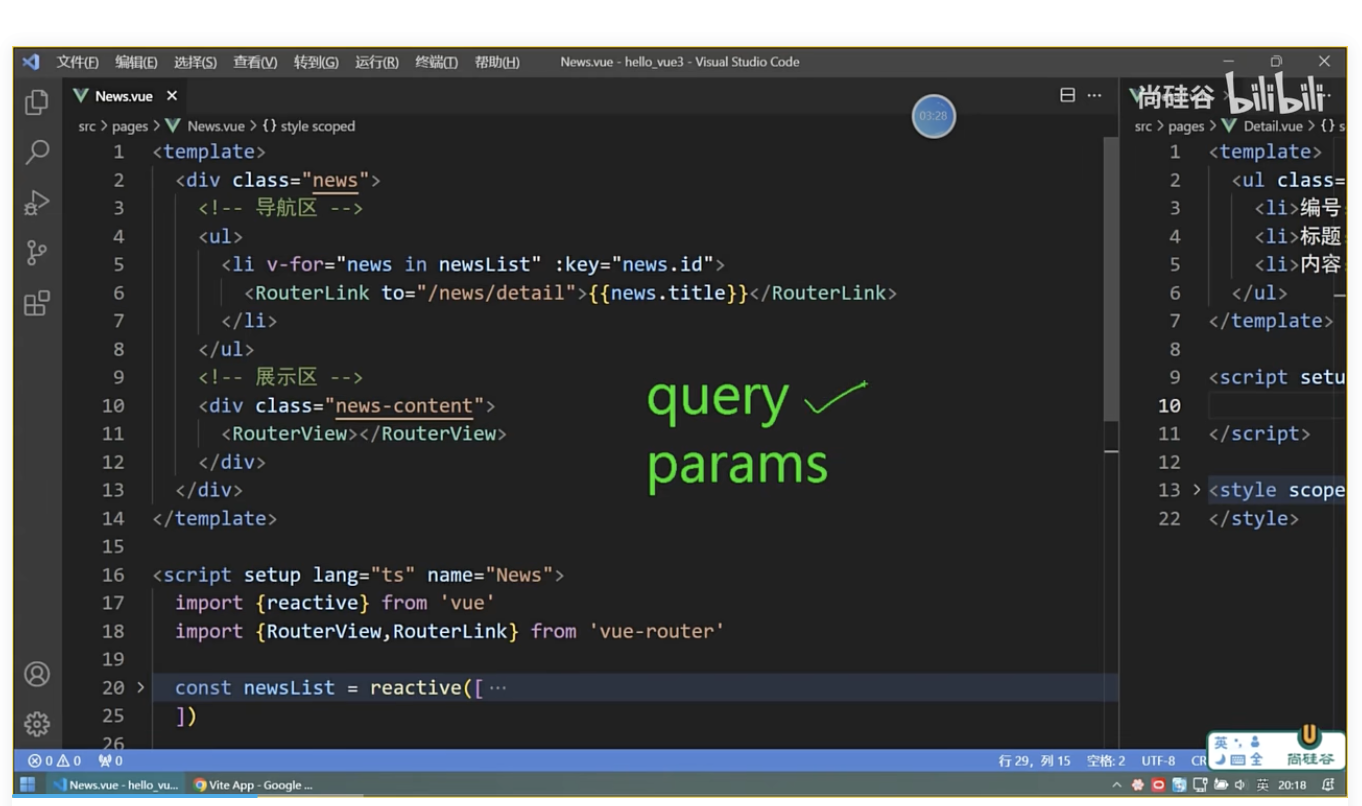 文件(F) 编辑(E) 选择(S) 查看(V) 转到(G) 运行(R) 终端(T) 帮助(H) News.vue - hello_vue3 - Visual Studio Code
News.vue
尚硅谷 bilibili
03:28
src > pages > News.vue > {} style scoped
1 <template>
2 <div class="news">
3 <!-- 导航区 -->
4 <ul>
5 <li v-for="news in newsList" :key="news.id">
6 <RouterLink to="/news/detail">{{news.title}}</RouterLink>
7 </li>
8 </ul>
9 <!-- 展示区 -->
10 <div class="news-content">
11 <RouterView></RouterView>
12 </div>
13 </div>
14 </template>
15
16 <script setup lang="ts" name="News">
17 import {reactive} from 'vue'
18 import {RouterView,RouterLink} from 'vue-router'
19
20 > const newsList = reactive([ ···
25 ])
26
query
params
src > pages > Detail.vue > {} s
1 <template>
2 <ul class=
3 <li>编号
4 <li>标题
5 <li>内容
6 </ul>
7 </template>
8
9 <script setu
10
11 </script>
12
13 > <style scope
22 </style>
0 0 0
行 29, 列 15 空格: 2 UTF-8 CR
英
全
尚硅谷
News.vue - hello_vu... Vite App - Google ...
英 20:18